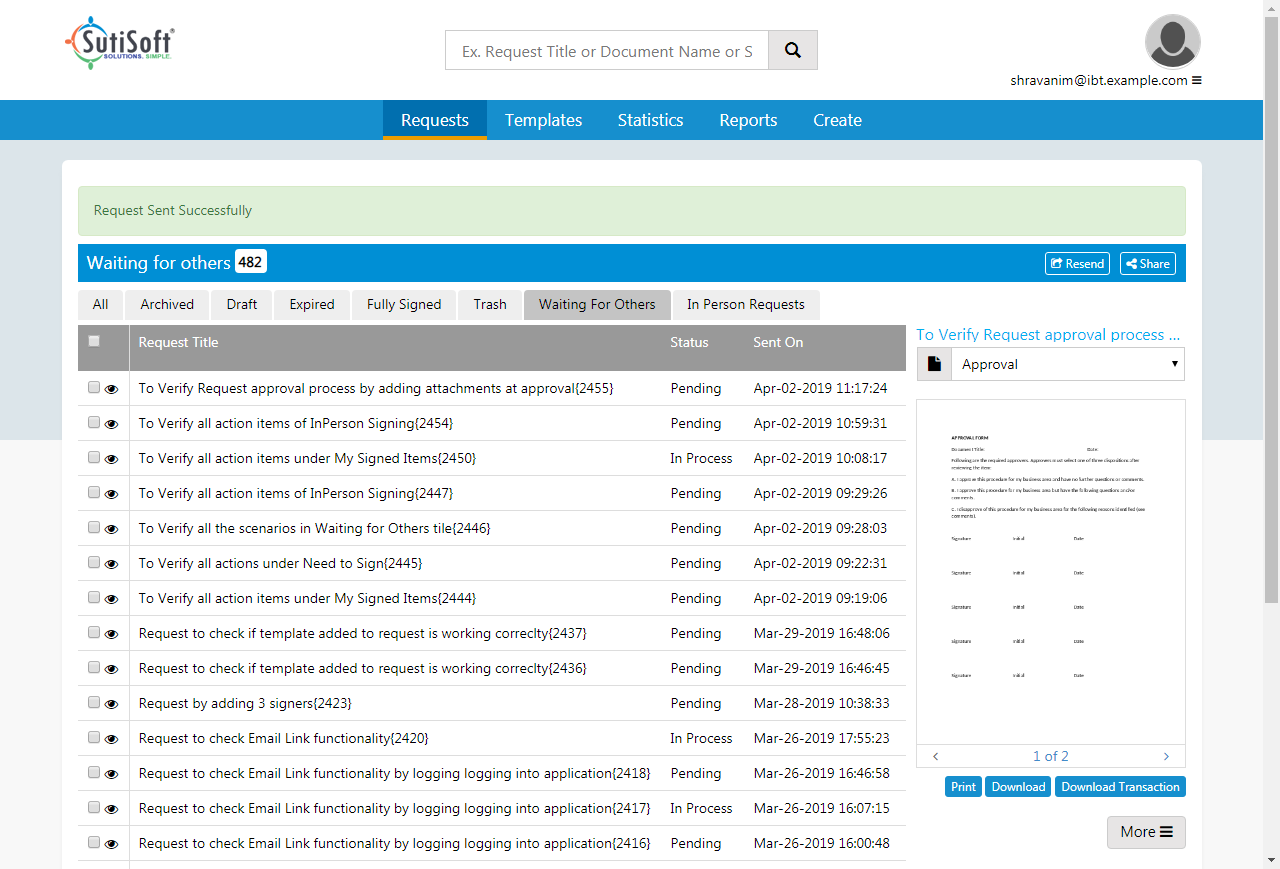 SutiSoft®
SOLUTIONS. SIMPLE.
Ex. Request Title or Document Name or S
shravanim@ibt.example.com
Requests Templates Statistics Reports Create
Request Sent Successfully
Waiting for others 482 Resend Share
All Archived Draft Expired Fully Signed Trash Waiting For Others In Person Requests
Request Title Status Sent On
To Verify Request approval process by adding attachments at approval{2455} Pending Apr-02-2019 11:17:24
To Verify all action items of InPerson Signing{2454} Pending Apr-02-2019 10:59:31
To Verify all action items under My Signed Items{2450} In Process Apr-02-2019 10:08:17
To Verify all action items of InPerson Signing{2447} Pending Apr-02-2019 09:29:26
To Verify all the scenarios in Waiting for Others tile{2446} Pending Apr-02-2019 09:28:03
To Verify all actions under Need to Sign{2445} Pending Apr-02-2019 09:22:31
To Verify all action items under My Signed Items{2444} Pending Apr-02-2019 09:19:06
Request to check if template added to request is working correclty{2437} Pending Mar-29-2019 16:48:06
Request to check if template added to request is working correclty{2436} Pending Mar-29-2019 16:46:45
Request by adding 3 signers{2423} Pending Mar-28-2019 10:38:33
Request to check Email Link functionality{2420} In Process Mar-26-2019 17:55:23
Request to check Email Link functionality by logging logging into application{2418} Pending Mar-26-2019 16:46:58
Request to check Email Link functionality by logging logging into application{2417} In Process Mar-26-2019 16:07:15
Request to check Email Link functionality by logging logging into application{2416} Pending Mar-26-2019 16:00:48
To Verify Request approval process ...
Approval
APPROVAL FORM
Document Title: Date:
Following are the required approvers. Approvers must select one of three dispositions after
reviewing the item:
A. I approve this procedure for my business area and have no further questions or comments.
B. I approve this procedure for my business area but have the following questions and/or
comments.
C. I disapprove of this procedure for my business area for the following reasons identified (see
comments).
Signature Initial Date
Signature Initial Date
Signature Initial Date
Signature Initial Date
Signature Initial Date
1 of 2
Print Download Download Transaction
More